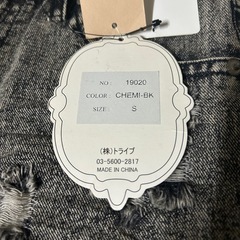 NO: 19020
COLOR: CHEMI-BK
SIZE: S
(株)トライブ
03-5600-2817
MADE IN CHINA